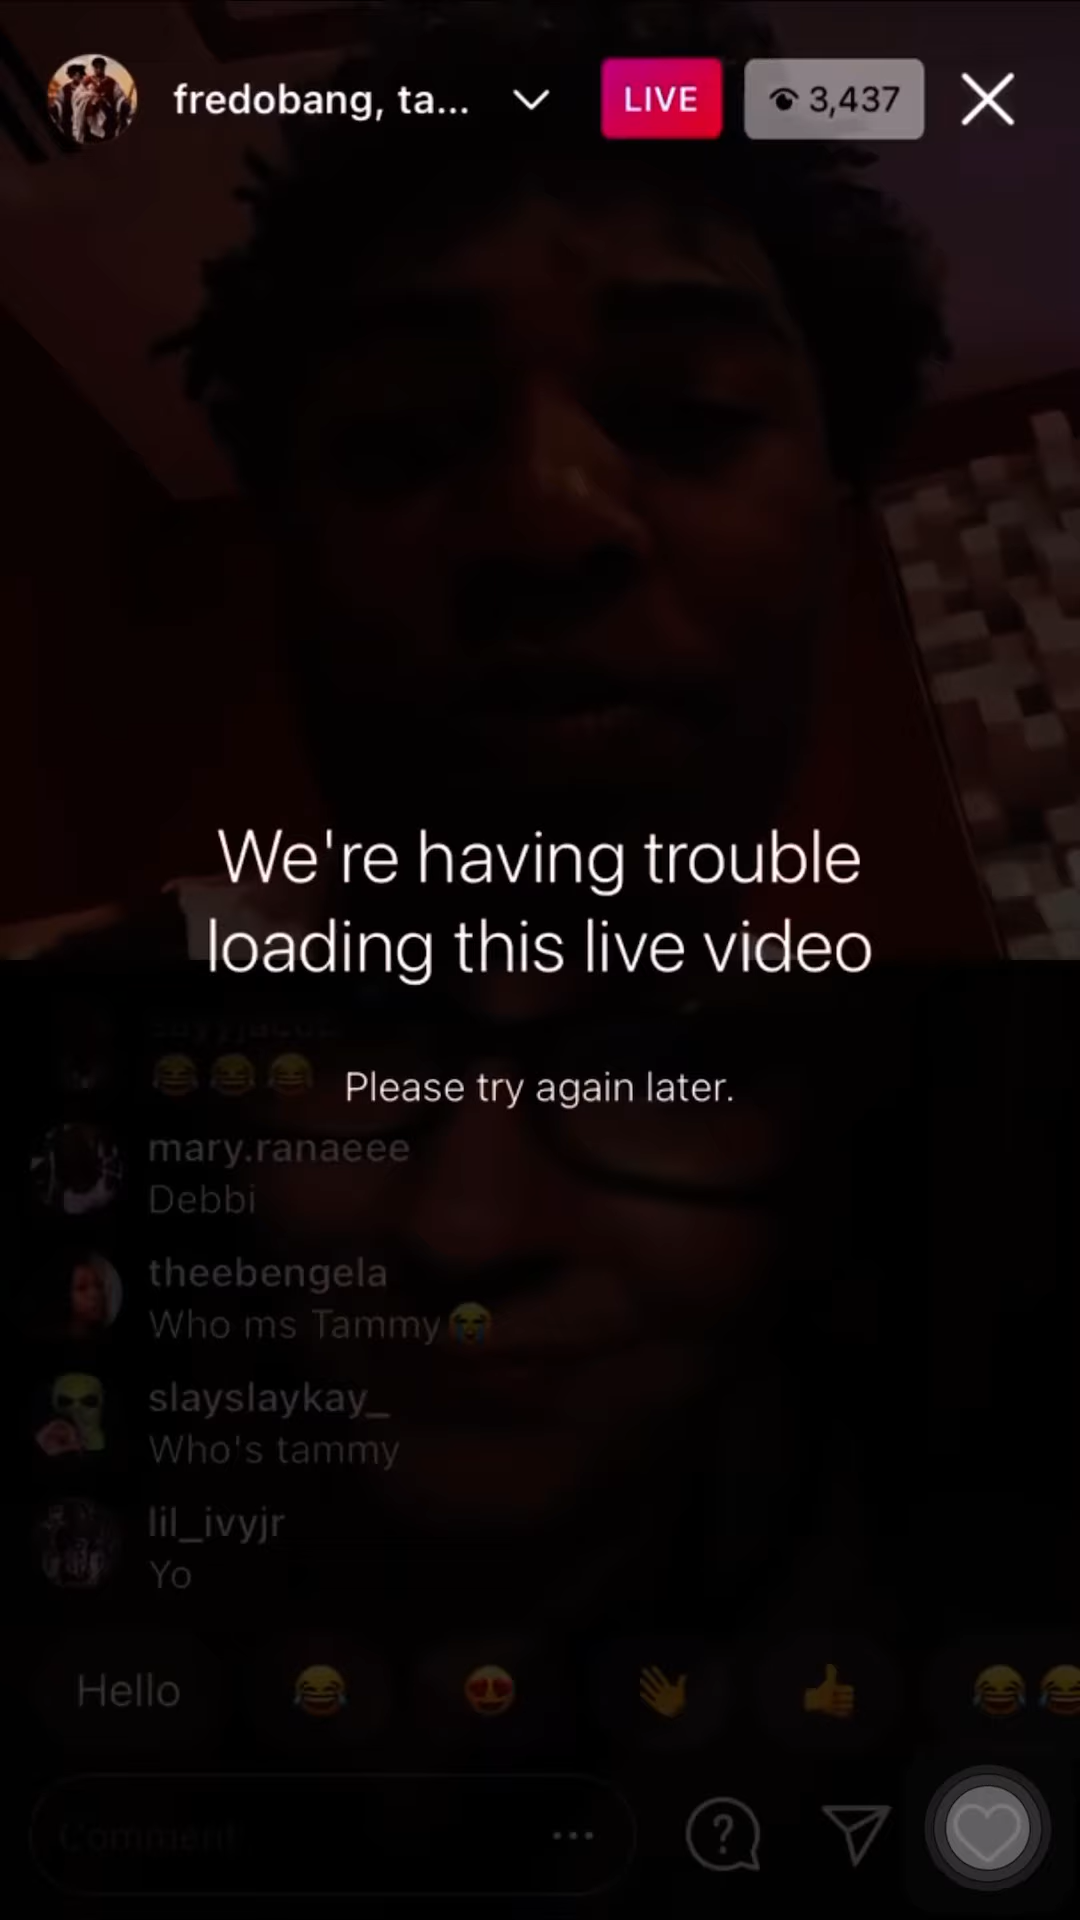 fredobang, ta...
LIVE
3,437
We're having trouble
loading this live video
Please try again later.
😂😂😂
mary.ranaeee
Debbi
theebengela
Who ms Tammy😭
slayslaykay_
Who's tammy
lil_ivyjr
Yo
Hello
Comment